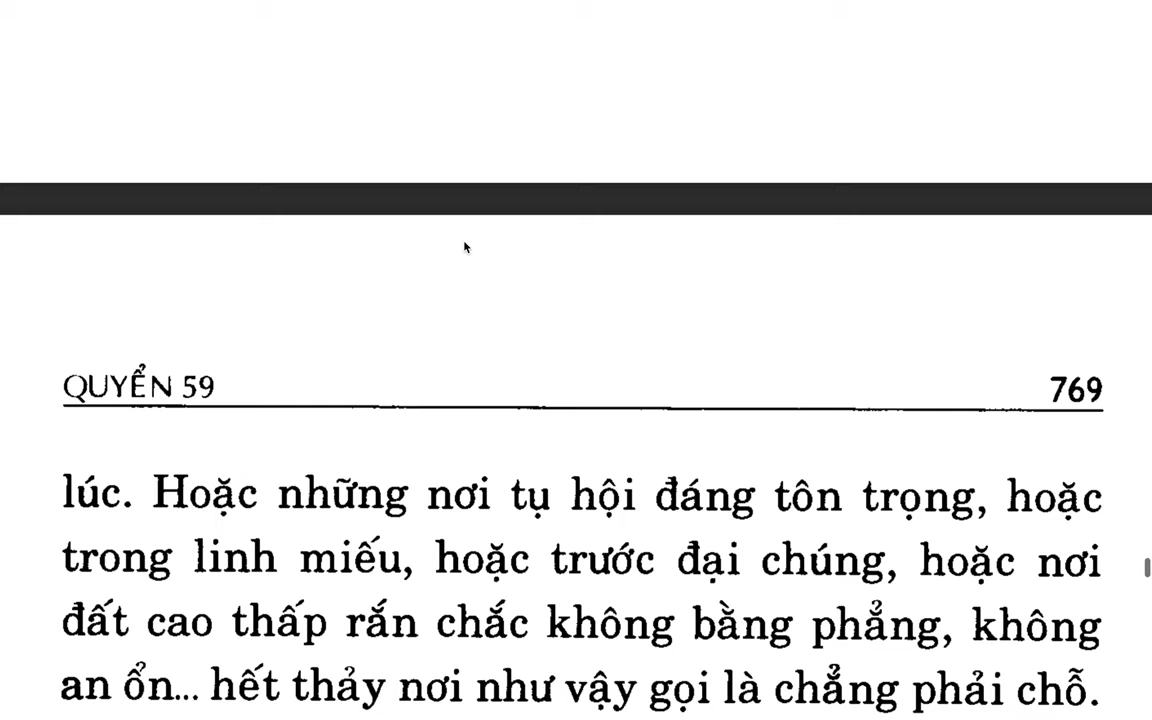 QUYỂN 59 769
lúc. Hoặc những nơi tụ hội đáng tôn trọng, hoặc
trong linh miếu, hoặc trước đại chúng, hoặc nơi
đất cao thấp rắn chắc không bằng phẳng, không
an ổn... hết thảy nơi như vậy gọi là chẳng phải chỗ.